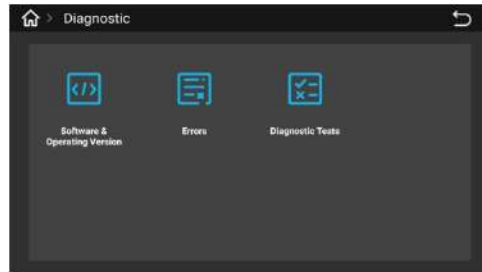 > Diagnostic
</>
Software &
Operating Version
Errors
Diagnostic Tests